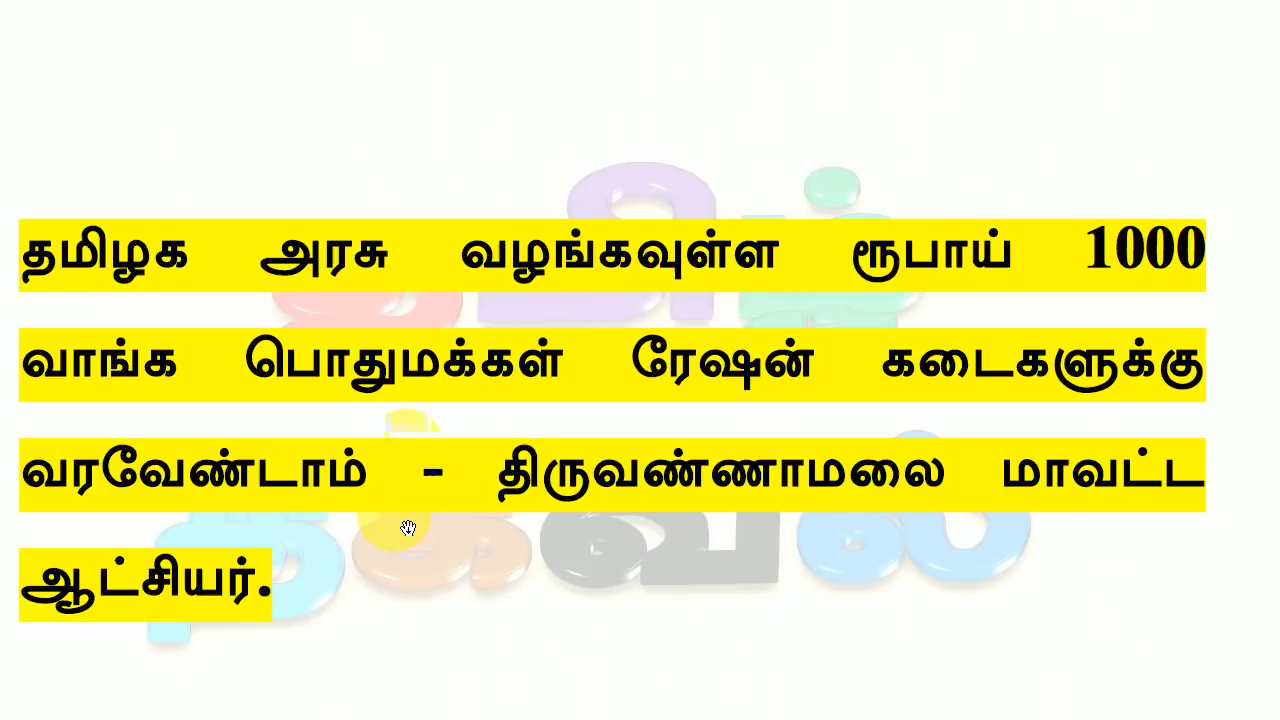 தமிழக அரசு வழங்கவுள்ள ரூபாய் 1000
வாங்க பொதுமக்கள் ரேஷன் கடைகளுக்கு
வரவேண்டாம் - திருவண்ணாமலை மாவட்ட
ஆட்சியர்.